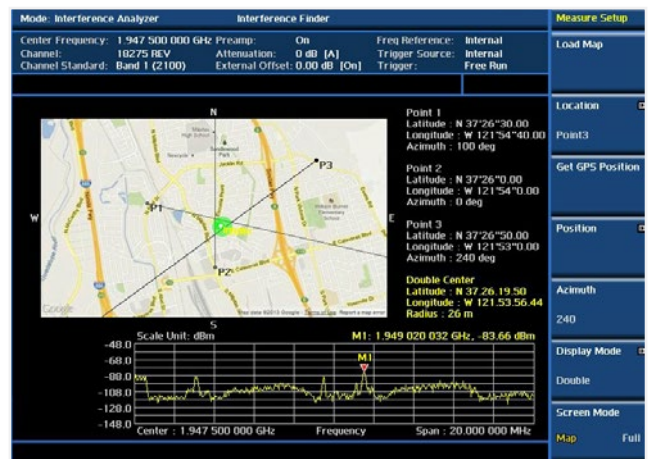 Mode: Interference Analyzer Interference Finder
Measure Setup
Center Frequency: 1.947 500 000 GHz Preamp: On Freq Reference: Internal
Channel: 10275 REV Attenuation: 0 dB [A] Trigger Source: Internal
Channel Standard: Band 1 (2100) External Offset: 0.00 dB [On] Trigger: Free Run
Load Map
Location
Point3
Get GPS Position
Position
Azimuth
240
Display Mode
Double
Screen Mode
Map Full
N
W
E
S
P1
P2
P3
Google
Point 1
Latitude : N 37'26"30.00
Longitude : W 121'54"40.00
Azimuth : 100 deg
Point 2
Latitude : N 37'26"0.00
Longitude : W 121'54"0.00
Azimuth : 0 deg
Point 3
Latitude : N 37'26"50.00
Longitude : W 121'53"0.00
Azimuth : 240 deg
Double Center
Latitude : N 37.26.19.50
Longitude : W 121.53.56.44
Radius : 26 m
Scale Unit: dBm M1: 1.949 020 032 GHz, -83.66 dBm
M1
-48.0
-68.0
-88.0
-108.0
-128.0
-148.0
Center : 1.947 500 000 GHz Frequency Span : 20.000 000 MHz